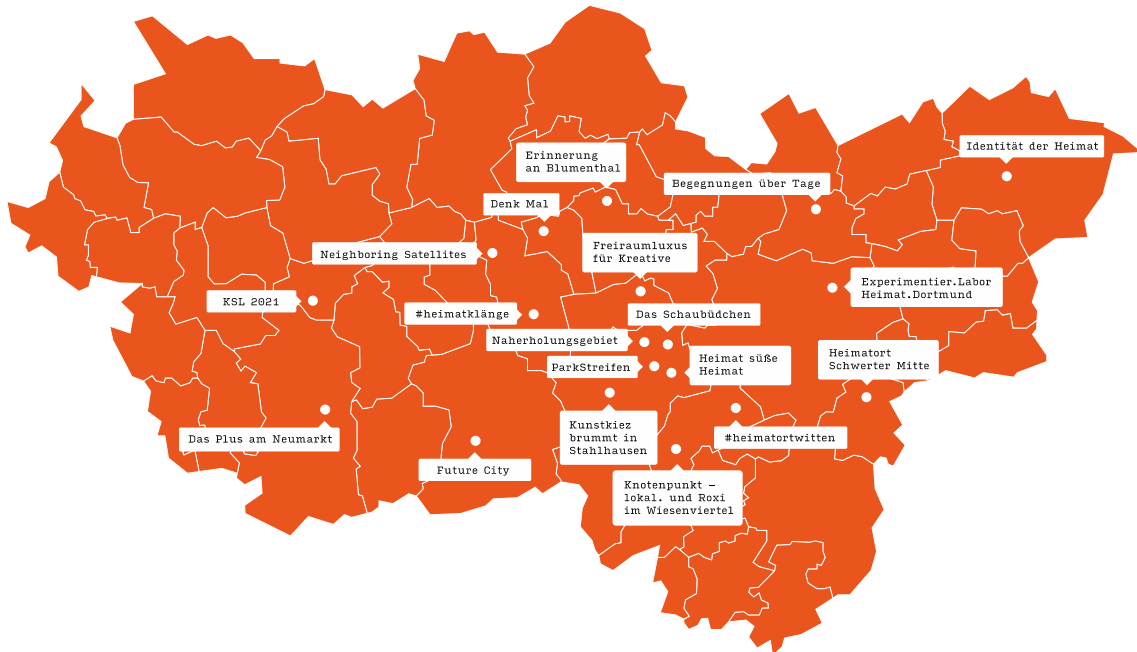 Identität der Heimat
Erinnerung
an Blumenthal
Begegnungen über Tage
Denk Mal
Neighboring Satellites
Freiraumluxus
für Kreative
KSL 2021
Experimentier.Labor
Heimat.Dortmund
#heimatklänge
Das Schaubüdchen
Naherholungsgebiet
ParkStreifen
Heimat süße
Heimat
Heimatort
Schwerter Mitte
Das Plus am Neumarkt
Kunstkiez
brummt in
Stahlhausen
#heimatortwitten
Future City
Knotenpunkt –
lokal. und Roxi
im Wiesenviertel